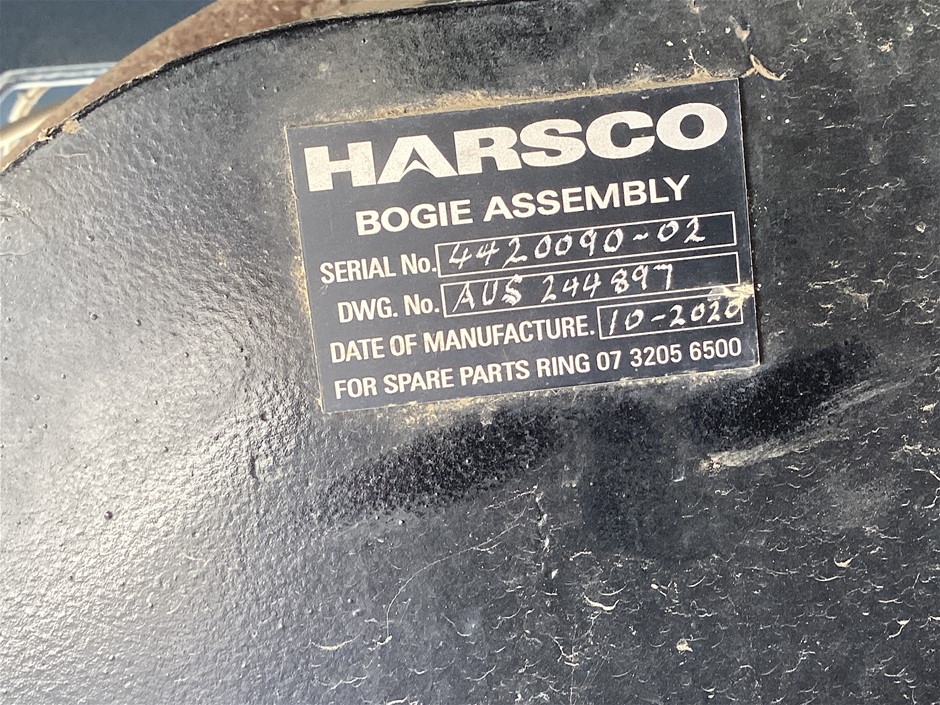 HARSCO
BOGIE ASSEMBLY
SERIAL No. 4420090-02
DWG. No. AUS 244897
DATE OF MANUFACTURE. 10-2020
FOR SPARE PARTS RING 07 3205 6500